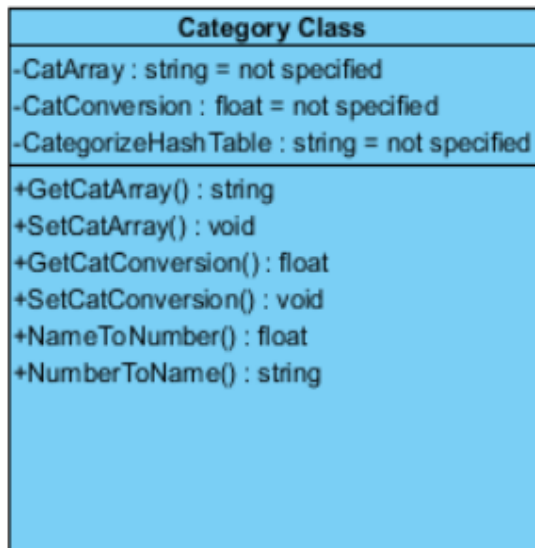 Category Class
-CatArray : string = not specified
-CatConversion : float = not specified
-CategorizeHashTable : string = not specified
+GetCatArray() : string
+SetCatArray() : void
+GetCatConversion() : float
+SetCatConversion() : void
+NameToNumber() : float
+NumberToName() : string